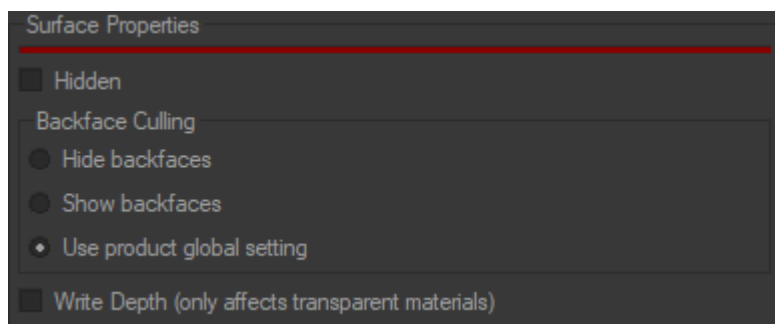 Surface Properties
Hidden
Backface Culling
Hide backfaces
Show backfaces
Use product global setting
Write Depth (only affects transparent materials)